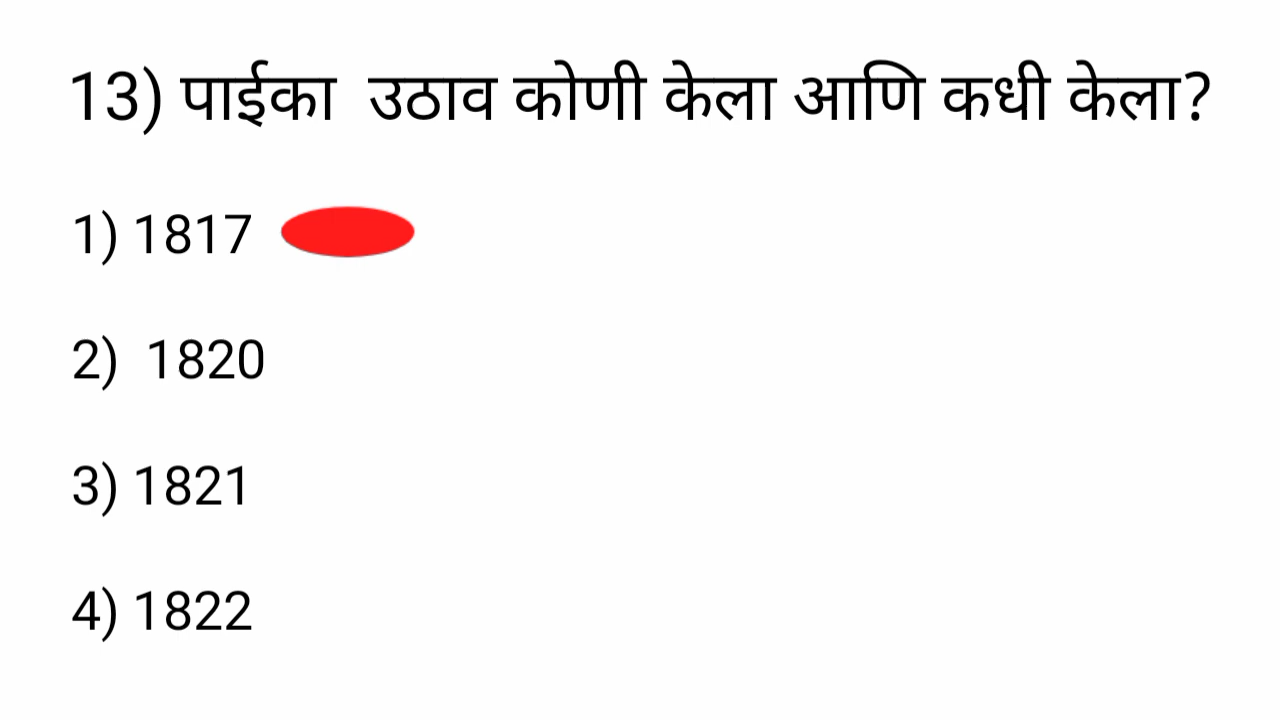 13) पाईका उठाव कोणी केला आणि कधी केला?
1) 1817
2) 1820
3) 1821
4) 1822